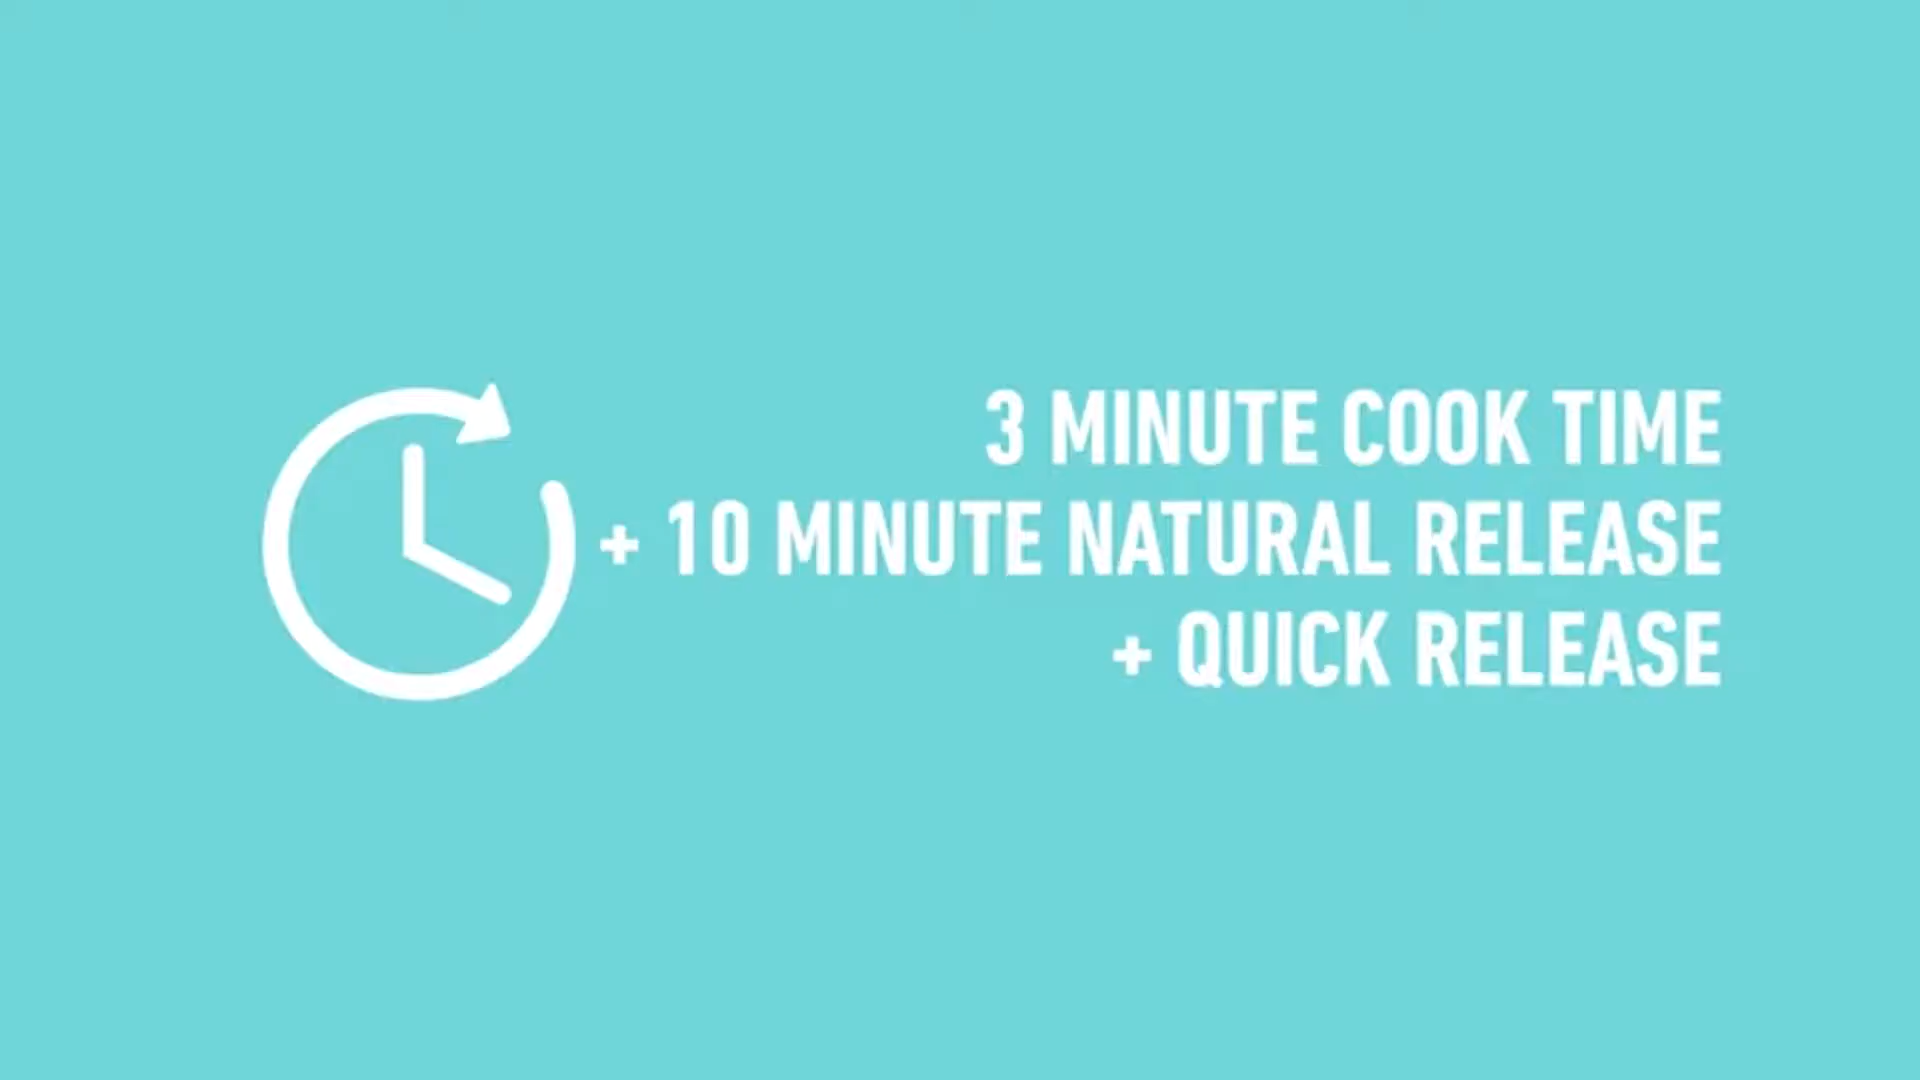 3 MINUTE COOK TIME
+ 10 MINUTE NATURAL RELEASE
+ QUICK RELEASE